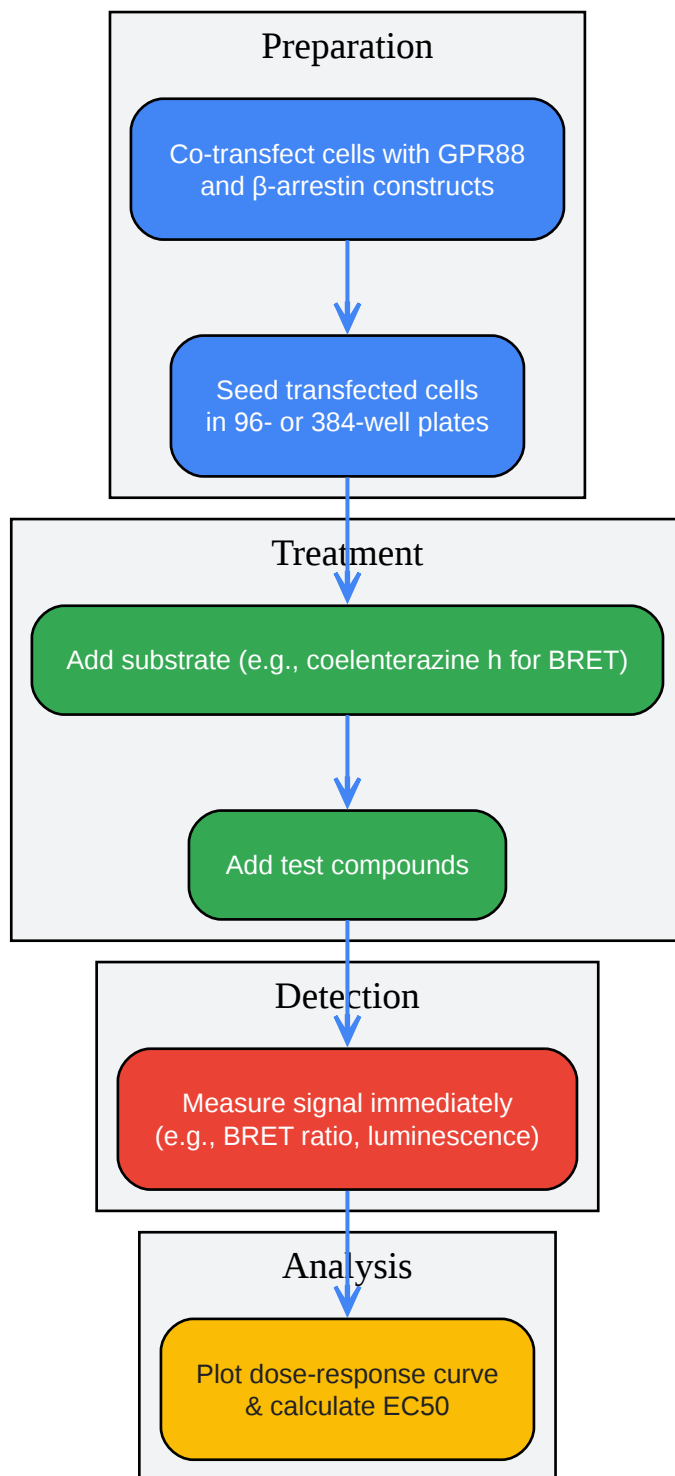 Preparation
Co-transfect cells with GPR88
and β-arrestin constructs
Seed transfected cells
in 96- or 384-well plates
Treatment
Add substrate (e.g., coelenterazine h for BRET)
Add test compounds
Detection
Measure signal immediately
(e.g., BRET ratio, luminescence)
Analysis
Plot dose-response curve
& calculate EC50